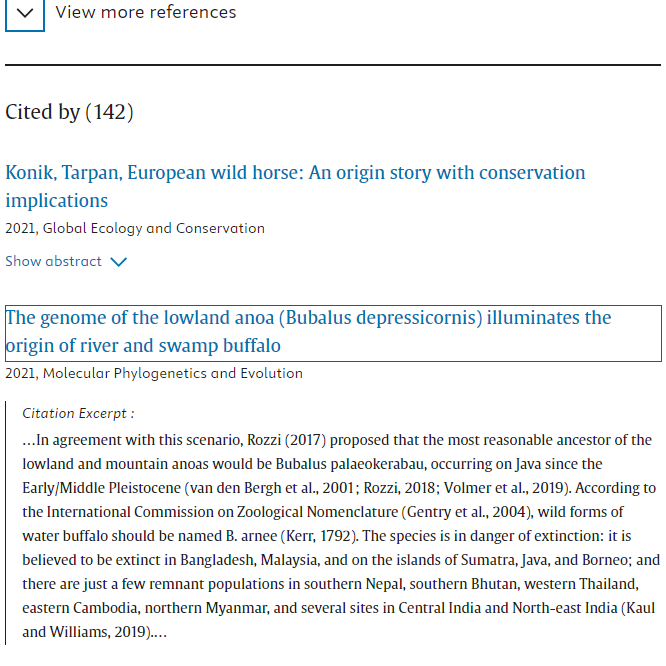 View more references
Cited by (142)
Konik, Tarpan, European wild horse: An origin story with conservation
implications
2021, Global Ecology and Conservation
Show abstract
The genome of the lowland anoa (Bubalus depressicornis) illuminates the
origin of river and swamp buffalo
2021, Molecular Phylogenetics and Evolution
Citation Excerpt :
…In agreement with this scenario, Rozzi (2017) proposed that the most reasonable ancestor of the
lowland and mountain anoas would be Bubalus palaeokerabau, occurring on Java since the
Early/Middle Pleistocene (van den Bergh et al., 2001; Rozzi, 2018; Volmer et al., 2019). According to
the International Commission on Zoological Nomenclature (Gentry et al., 2004), wild forms of
water buffalo should be named B. arnee (Kerr, 1792). The species is in danger of extinction: it is
believed to be extinct in Bangladesh, Malaysia, and on the islands of Sumatra, Java, and Borneo; and
there are just a few remnant populations in southern Nepal, southern Bhutan, western Thailand,
eastern Cambodia, northern Myanmar, and several sites in Central India and North-east India (Kaul
and Williams, 2019).…